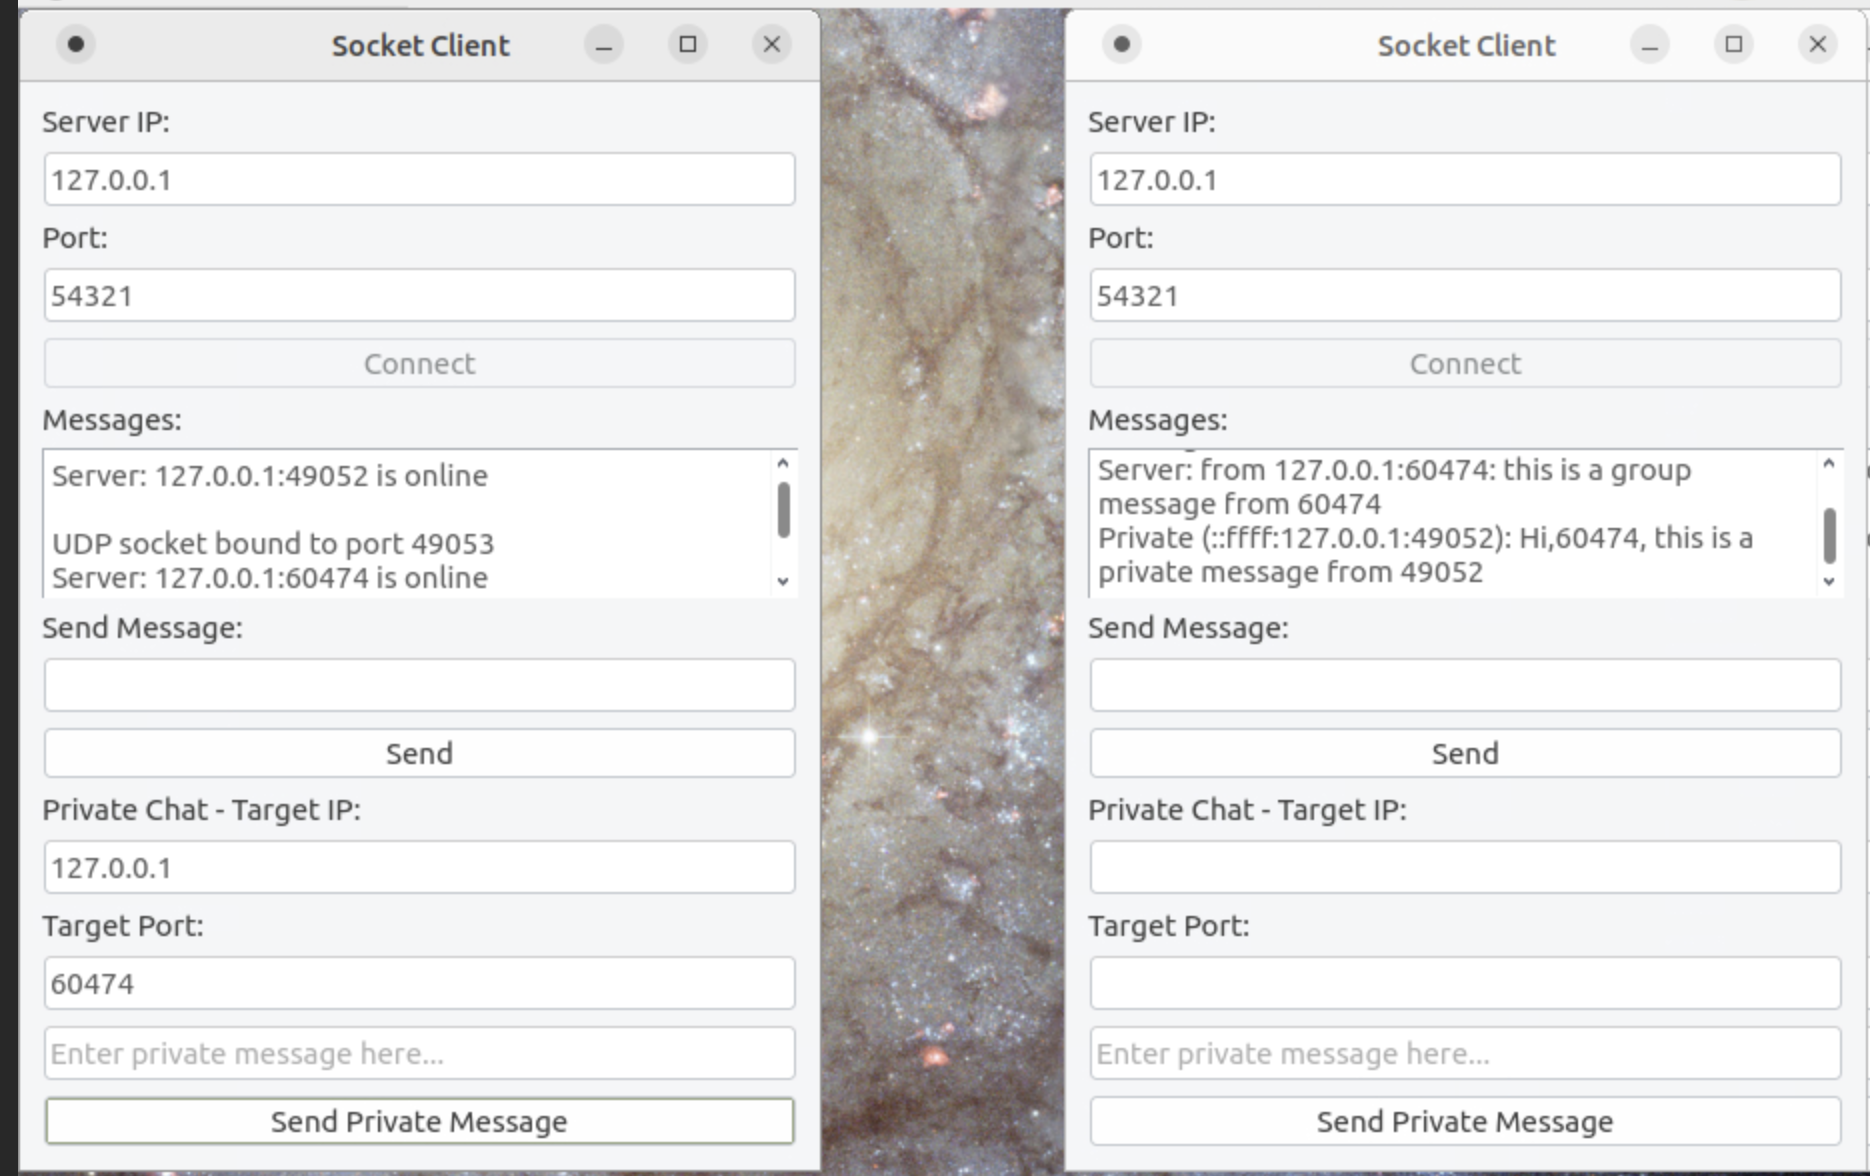 Socket Client
Server IP:
127.0.0.1
Port:
54321
Connect
Messages:
Server: 127.0.0.1:49052 is online
UDP socket bound to port 49053
Server: 127.0.0.1:60474 is online
Send Message:
Send
Private Chat - Target IP:
127.0.0.1
Target Port:
60474
Enter private message here...
Send Private Message
Socket Client
Server IP:
127.0.0.1
Port:
54321
Connect
Messages:
Server: from 127.0.0.1:60474: this is a group
message from 60474
Private (::ffff:127.0.0.1:49052): Hi,60474, this is a
private message from 49052
Send Message:
Send
Private Chat - Target IP:
Target Port:
Enter private message here...
Send Private Message